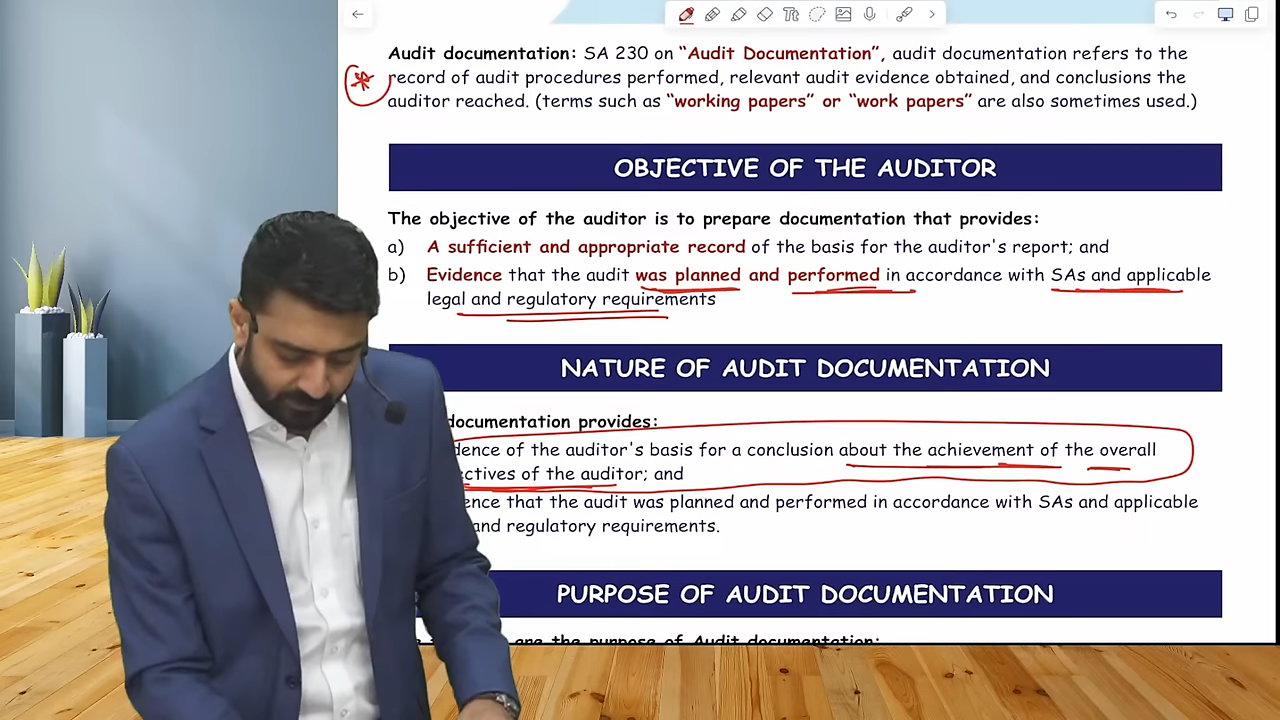 Audit documentation: SA 230 on “Audit Documentation”, audit documentation refers to the
record of audit procedures performed, relevant audit evidence obtained, and conclusions the
auditor reached. (terms such as “working papers” or “work papers” are also sometimes used.)
OBJECTIVE OF THE AUDITOR
The objective of the auditor is to prepare documentation that provides:
a) A sufficient and appropriate record of the basis for the auditor's report; and
b) Evidence that the audit was planned and performed in accordance with SAs and applicable
legal and regulatory requirements
NATURE OF AUDIT DOCUMENTATION
documentation provides:
of the auditor's basis for a conclusion about the achievement of the overall
of the auditor; and
that the audit was planned and performed in accordance with SAs and applicable
and regulatory requirements.
PURPOSE OF AUDIT DOCUMENTATION
are the purpose of Audit documentation: